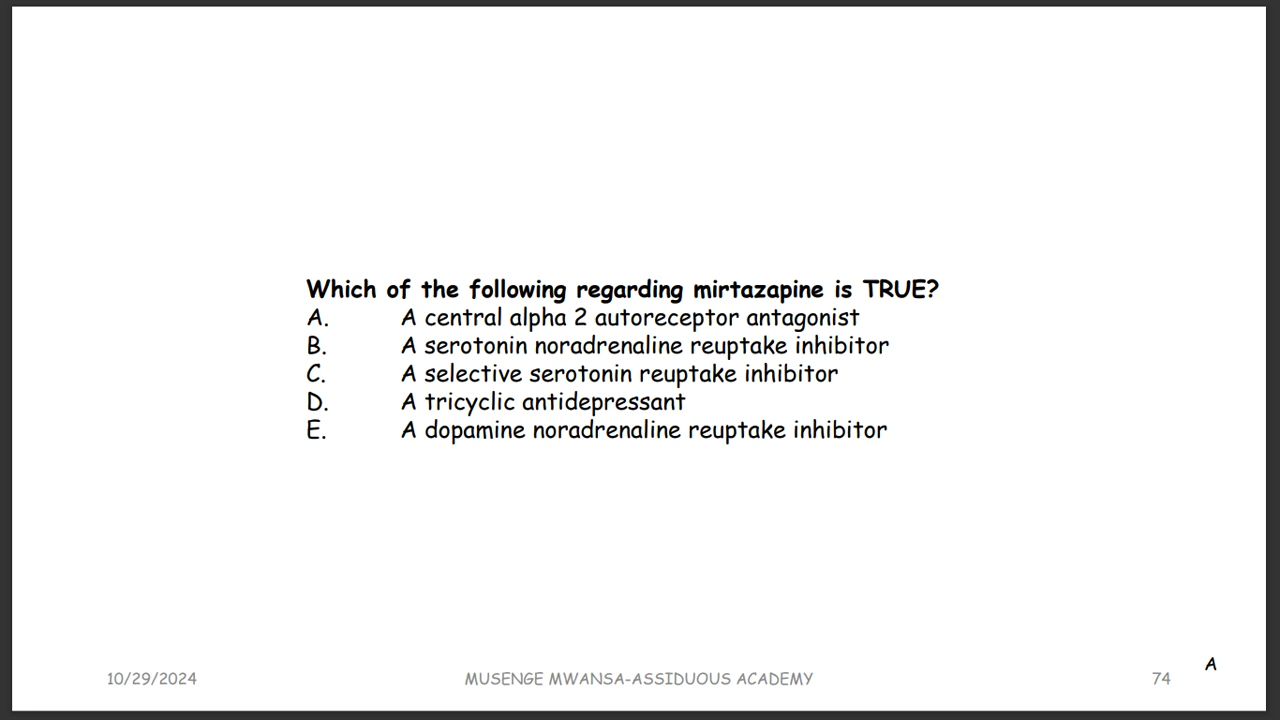 Which of the following regarding mirtazapine is TRUE?
A. A central alpha 2 autoreceptor antagonist
B. A serotonin noradrenaline reuptake inhibitor
C. A selective serotonin reuptake inhibitor
D. A tricyclic antidepressant
E. A dopamine noradrenaline reuptake inhibitor
A
10/29/2024 MUSENGE MWANSA-ASSIDUOUS ACADEMY 74